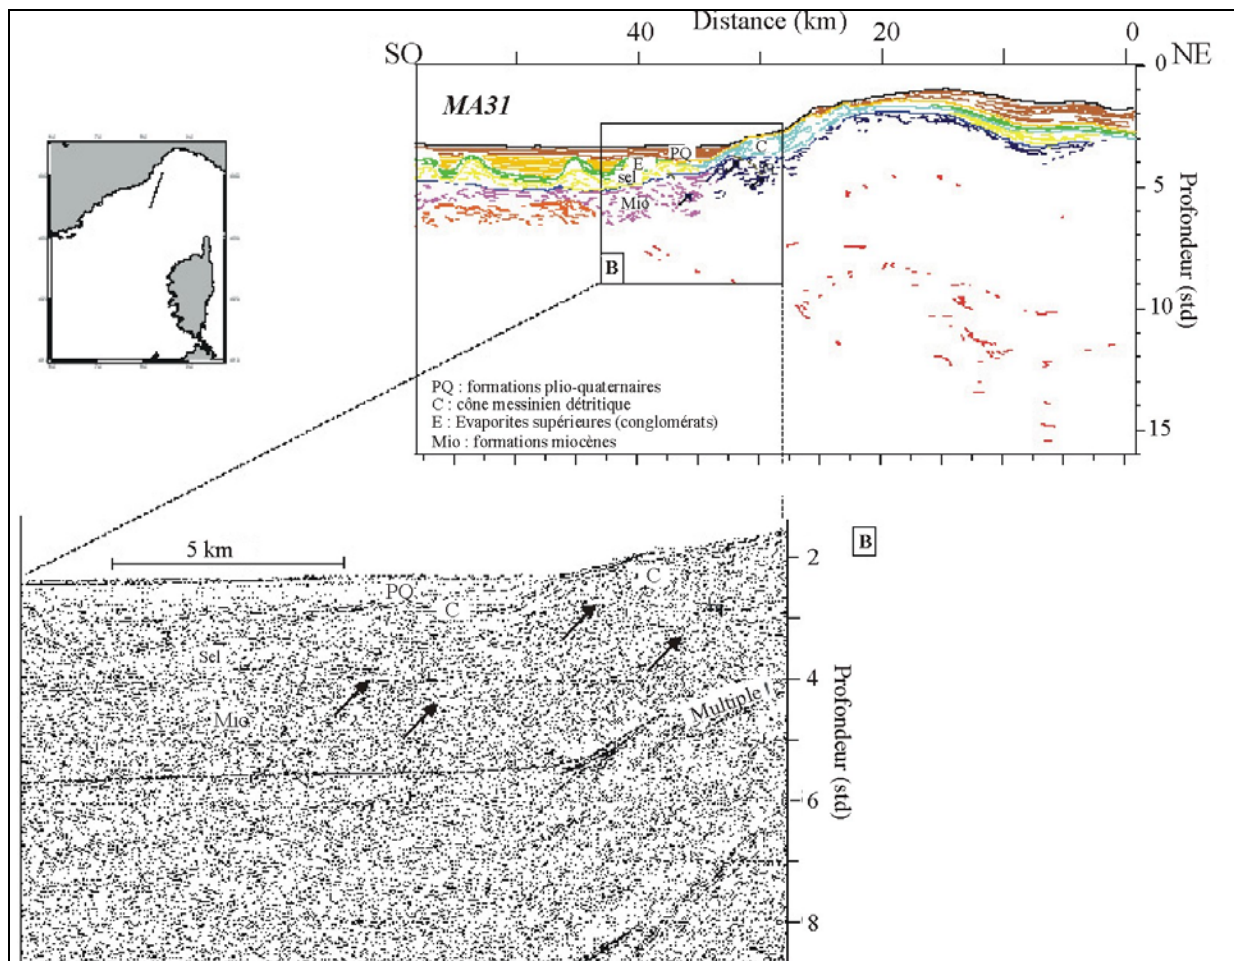 Distance (km)
40 20 0
SO NE
0
MA31
PQ C
E
sel
Mio
5
B
Profondeur (std)
10
PQ : formations plio-quaternaires
C : cône messinien détritique
E : Evaporites supérieures (conglomérats)
Mio : formations miocènes
15
5 km
B
2
C
PQ
C
Sel
4
Mio
Multiple !
Profondeur (std)
6
8